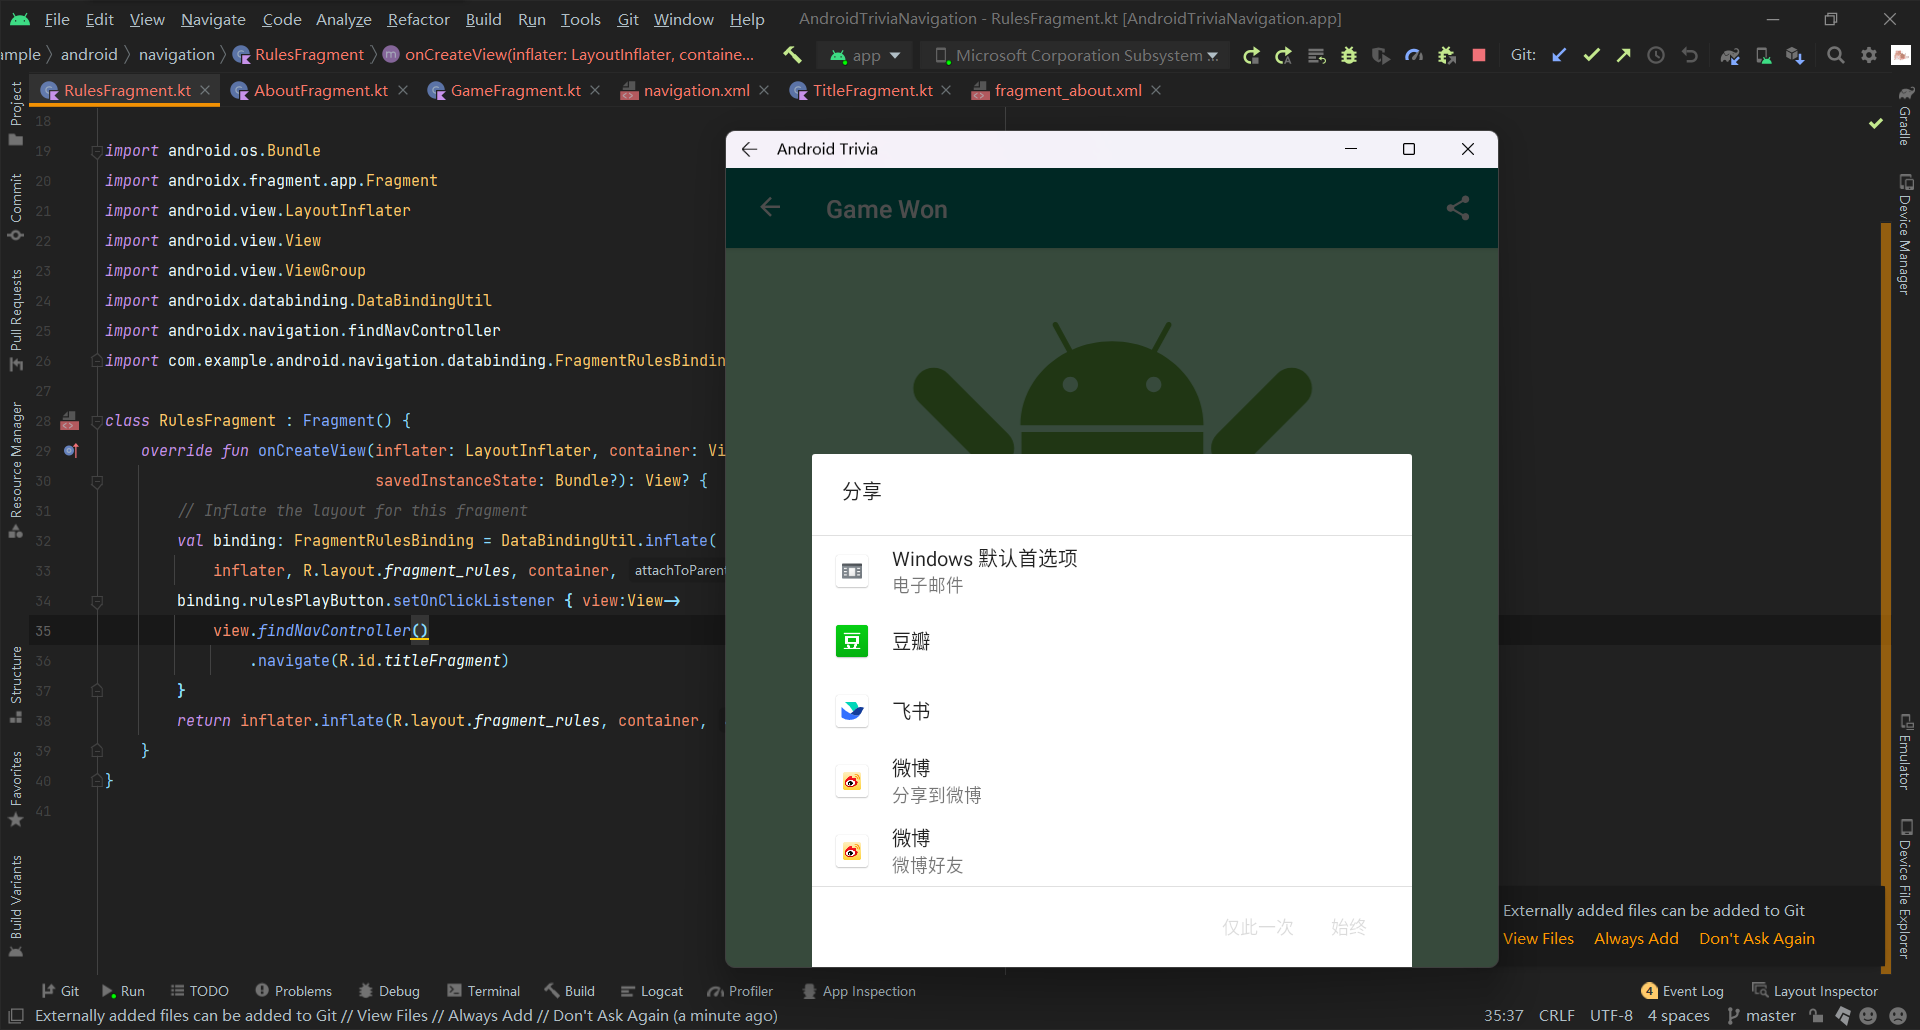 File Edit View Navigate Code Analyze Refactor Build Run Tools Git Window Help AndroidTriviaNavigation - RulesFragment.kt [AndroidTriviaNavigation.app]
ample android navigation RulesFragment onCreateView(inflater: LayoutInflater, containe... app Microsoft Corporation Subsystem Git:
RulesFragment.kt AboutFragment.kt GameFragment.kt navigation.xml TitleFragment.kt fragment_about.xml
Project
Commit
Pull Requests
Resource Manager
Structure
Favorites
Build Variants
18
19 import android.os.Bundle
20 import androidx.fragment.app.Fragment
21 import android.view.LayoutInflater
22 import android.view.View
23 import android.view.ViewGroup
24 import androidx.databinding.DataBindingUtil
25 import androidx.navigation.findNavController
26 import com.example.android.navigation.databinding.FragmentRulesBindin
27
28 class RulesFragment : Fragment() {
29 override fun onCreateView(inflater: LayoutInflater, container: Vi
30 savedInstanceState: Bundle?): View? {
31 // Inflate the layout for this fragment
32 val binding: FragmentRulesBinding = DataBindingUtil.inflate(
33 inflater, R.layout.fragment_rules, container, attachToParent
34 binding.rulesPlayButton.setOnClickListener { view:View->
35 view.findNavController()
36 .navigate(R.id.titleFragment)
37 }
38 return inflater.inflate(R.layout.fragment_rules, container,
39 }
40 }
41
Android Trivia
Game Won
分享
Windows 默认首选项
电子邮件
豆
豆瓣
飞书
微博
分享到微博
微博
微博好友
仅此一次 始终
Gradle
Device Manager
Emulator
Device File Explorer
Externally added files can be added to Git
View Files Always Add Don't Ask Again
Git Run TODO Problems Debug Terminal Build Logcat Profiler App Inspection 4 Event Log Layout Inspector
Externally added files can be added to Git // View Files // Always Add // Don't Ask Again (a minute ago) 35:37 CRLF UTF-8 4 spaces master